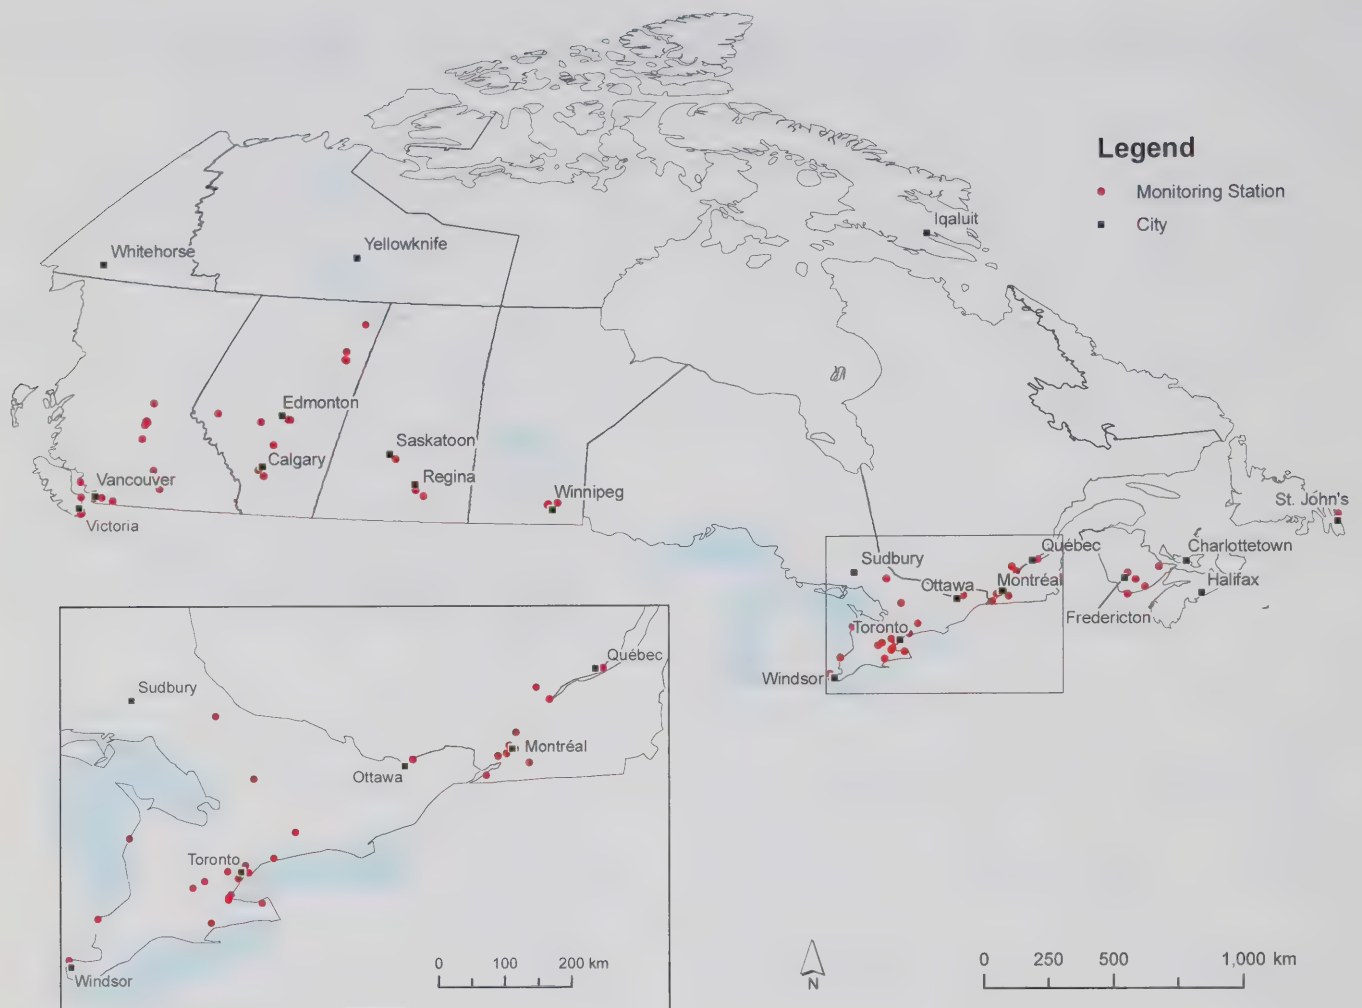 Legend
Monitoring Station
City
Iqaluit
Whitehorse
Yellowknife
Edmonton
Saskatoon
Calgary
Regina
Vancouver
Winnipeg
Victoria
St. John's
Québec
Charlottetown
Sudbury
Ottawa
Montréal
Halifax
Fredericton
Toronto
Windsor
Québec
Sudbury
Montréal
Ottawa
Toronto
Windsor
0 100 200 km
N
0 250 500 1,000 km